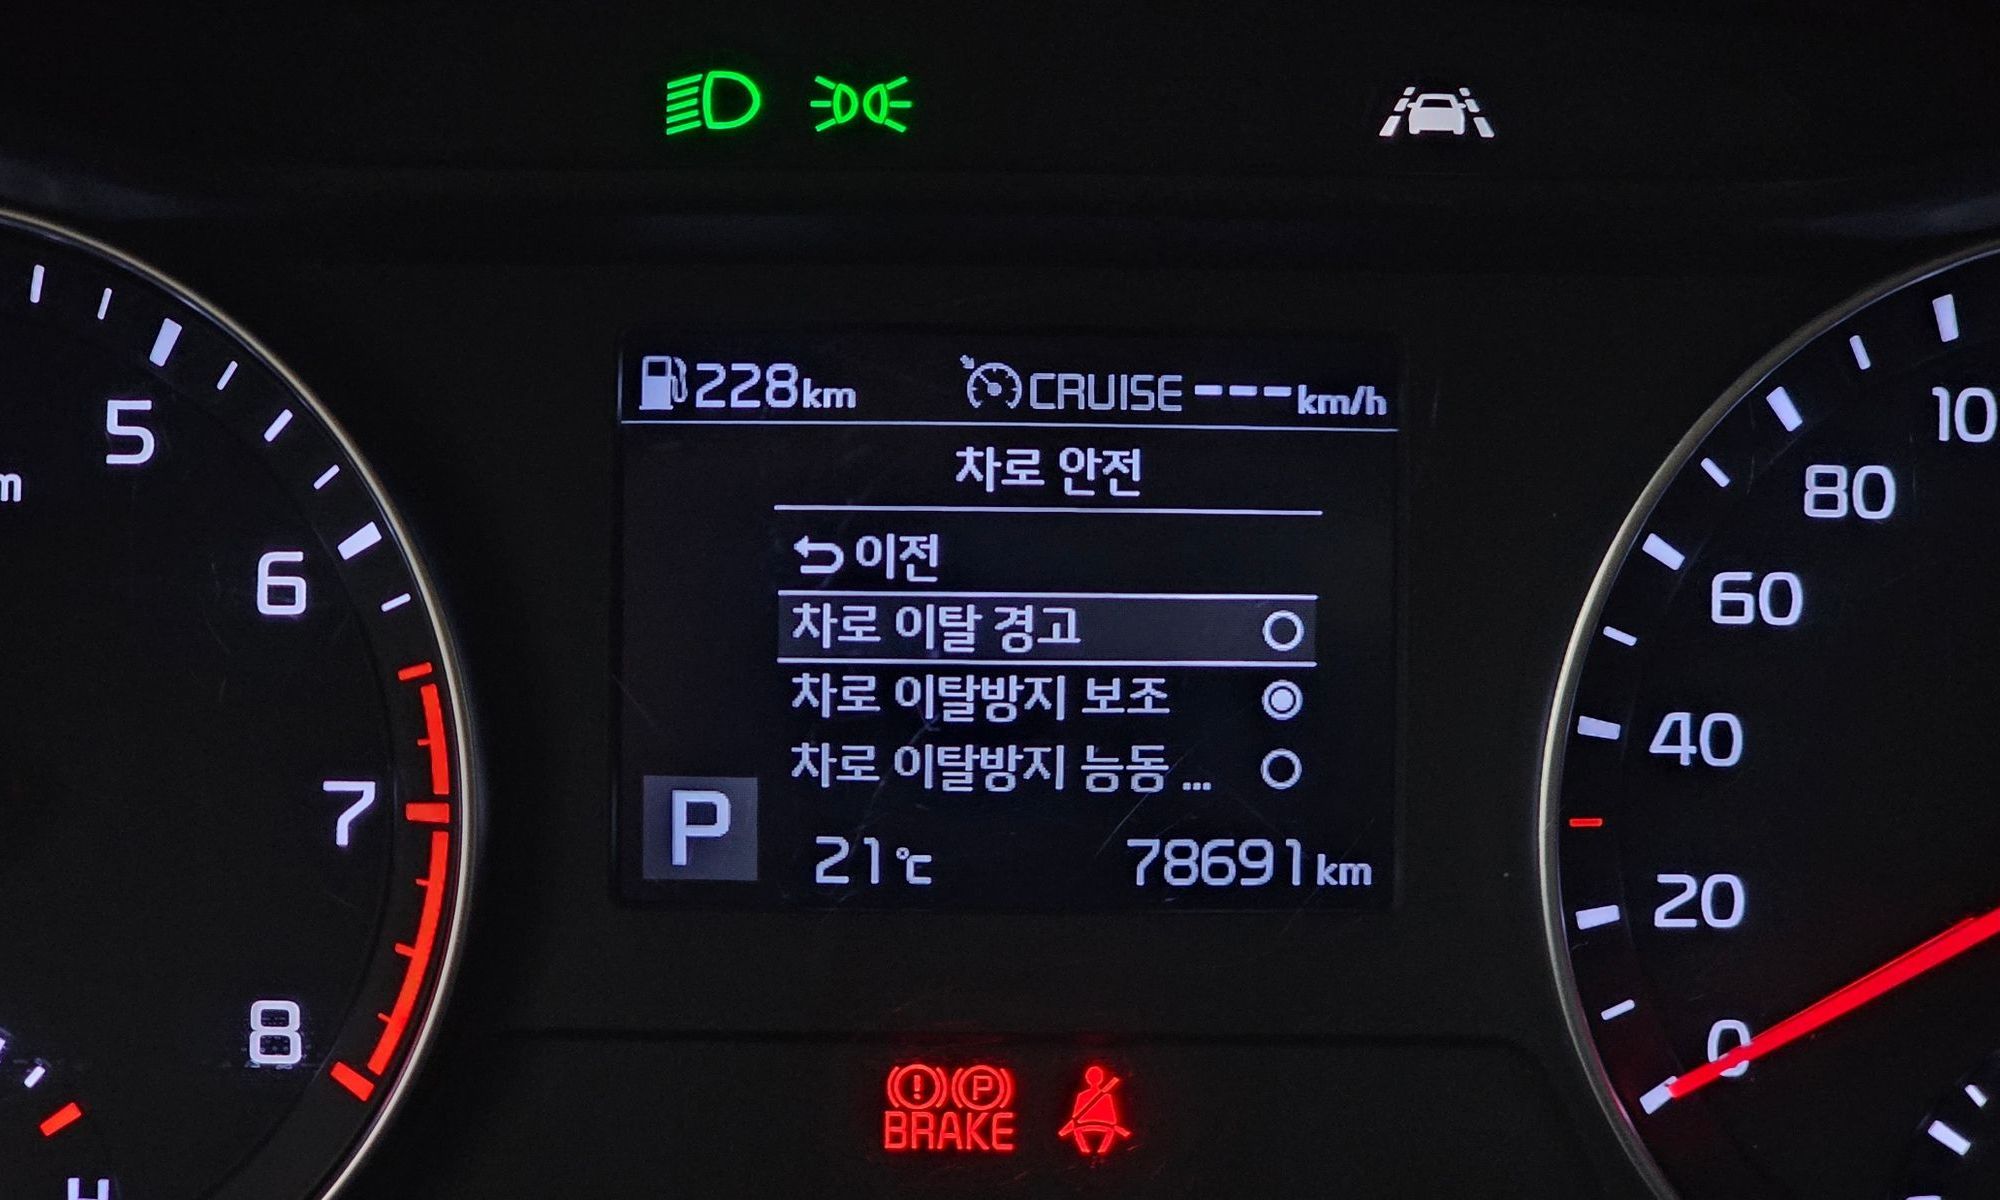 228km CRUISE ---km/h
차로 안전
이전
차로 이탈 경고
차로 이탈방지 보조
차로 이탈방지 능동 ...
P
21℃ 78691km
5
6
7
8
H
10
80
60
40
20
0
BRAKE